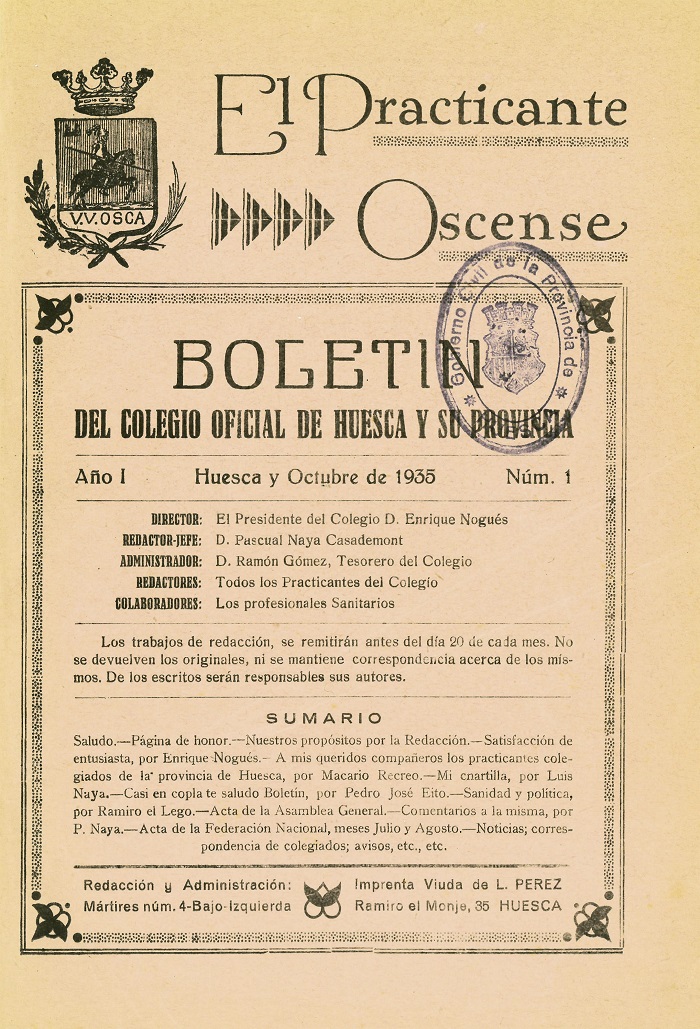 El Practicante
Oscense
V.V. OSCA
Gobierno Civil de la Provincia de
BOLETIN
DEL COLEGIO OFICIAL DE HUESCA Y SU PROVINCIA
Año I Huesca y Octubre de 1935 Núm. 1
DIRECTOR: El Presidente del Colegio D. Enrique Nogués
REDACTOR-JEFE: D. Pascual Naya Casademont
ADMINISTRADOR: D. Ramón Gómez, Tesorero del Colegio
REDACTORES: Todos los Practicantes del Colegio
COLABORADORES: Los profesionales Sanitarios
Los trabajos de redacción, se remitirán antes del día 20 de cada mes. No
se devuelven los originales, ni se mantiene correspondencia acerca de los mis-
mos. De los escritos serán responsables sus autores.
SUMARIO
Saludo.—Página de honor.—Nuestros propósitos por la Redacción.—Satisfacción de
entusiasta, por Enrique Nogués.— A mis queridos compañeros los practicantes cole-
giados de la provincia de Huesca, por Macario Recreo.—Mi cnartilla, por Luis
Naya.—Casi en copla te saludo Boletín, por Pedro José Eito.—Sanidad y política,
por Ramiro el Lego.—Acta de la Asamblea General.—Comentarios a la misma, por
P. Naya.—Acta de la Federación Nacional, meses Julio y Agosto.—Noticias; corres-
pondencia de colegiados; avisos, etc., etc.
Redacción y Administración:
Mártires núm. 4-Bajo-Izquierda
Imprenta Viuda de L. PEREZ
Ramiro el Monje, 35 HUESCA